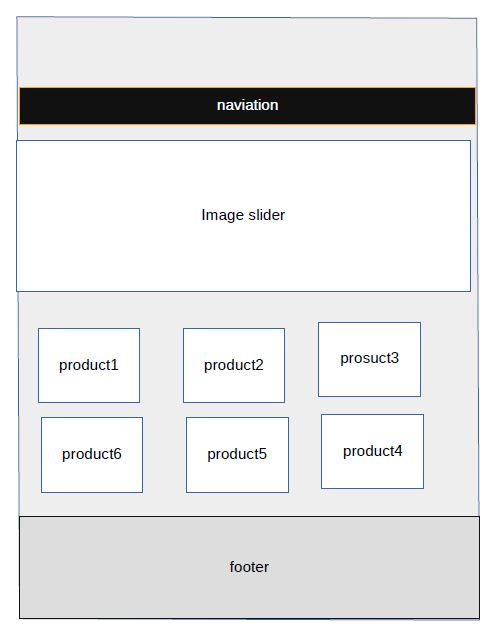 naviation
Image slider
product1
product2
prosuct3
product6
product5
product4
footer